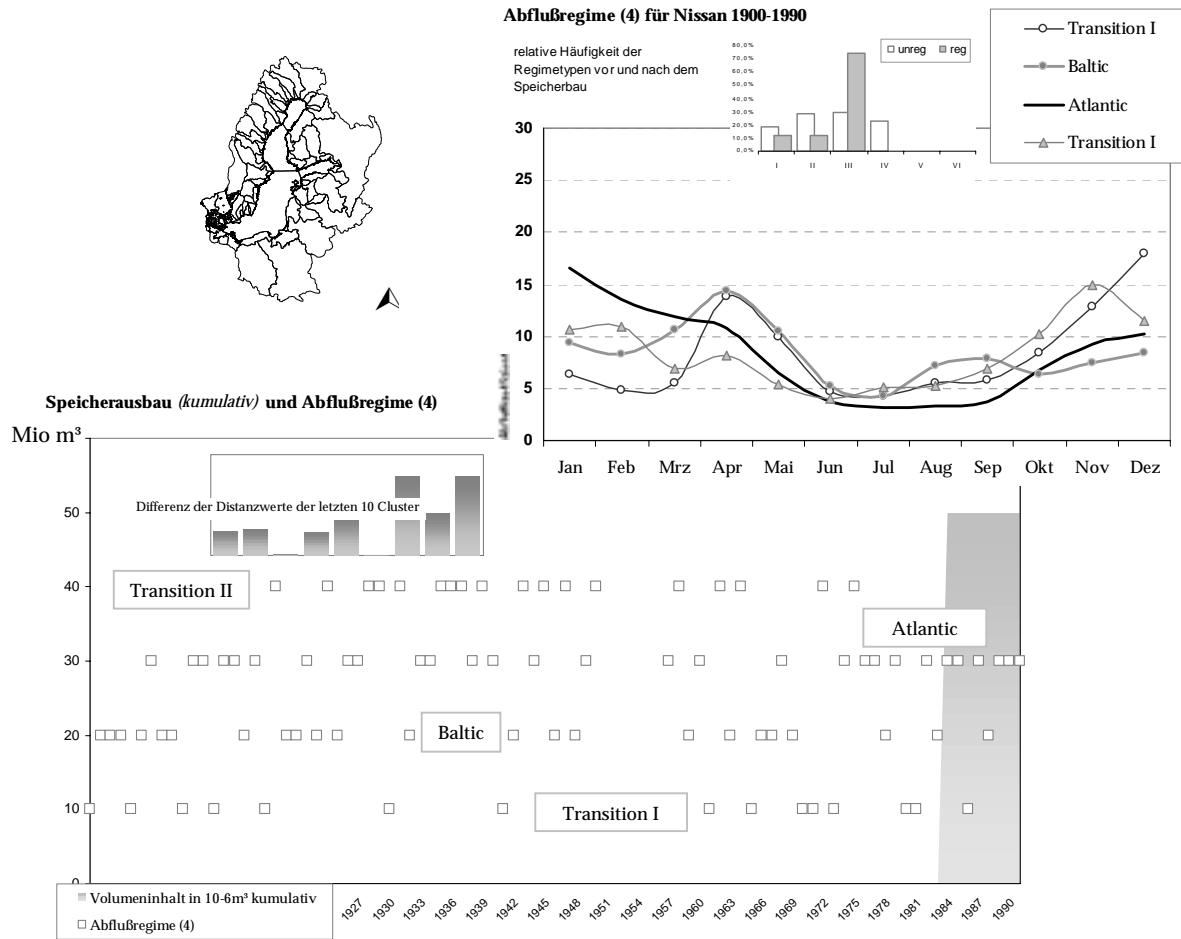 Abflußregime (4) für Nissan 1900-1990
relative Häufigkeit der
Regimetypen vor und nach dem
Speicherbau
80,0%
70,0%
60,0%
50,0%
40,0%
30,0%
20,0%
10,0%
0,0%
unreg reg
I II III IV V VI
Transition I
Baltic
Atlantic
Transition I
30
25
20
15
10
5
0
Jan Feb Mrz Apr Mai Jun Jul Aug Sep Okt Nov Dez
Speicherausbau (kumulativ) und Abflußregime (4)
Mio m³
Differenz der Distanzwerte der letzten 10 Cluster
50
40
30
20
10
0
Transition II
Atlantic
Baltic
Transition I
1927 1930 1933 1936 1939 1942 1945 1948 1951 1954 1957 1960 1963 1966 1969 1972 1975 1978 1981 1984 1987 1990
Volumeninhalt in 10-6m³ kumulativ
Abflußregime (4)